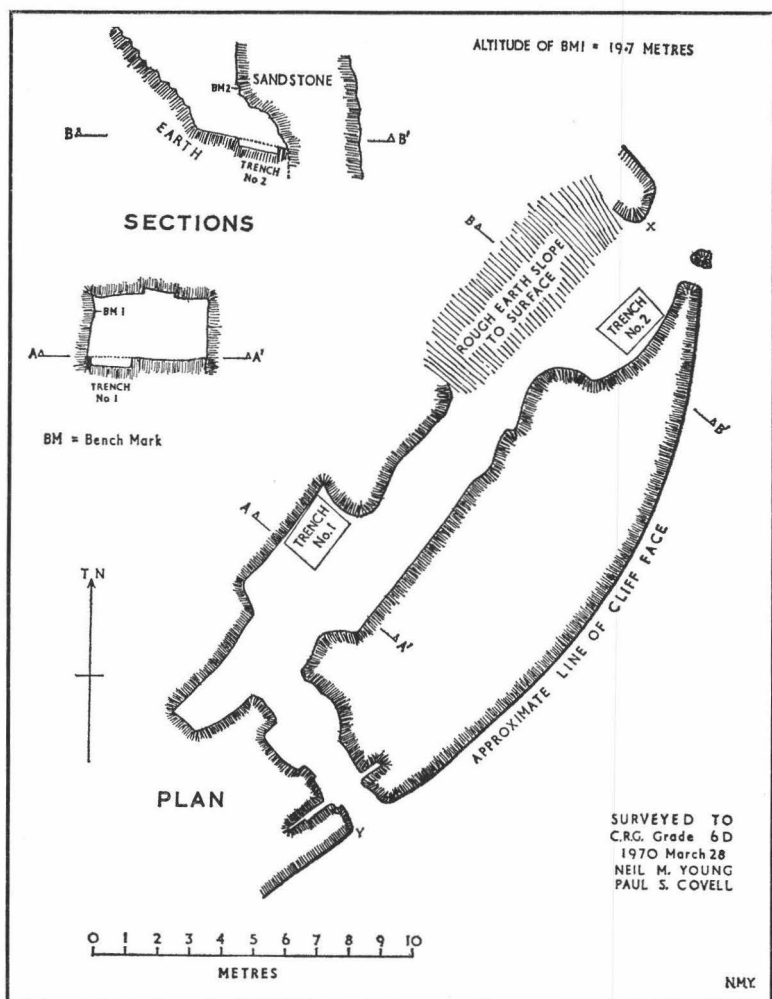 ALTITUDE OF BM1 = 19.7 METRES
SANDSTONE
BM2
B
EARTH
B'
TRENCH
No 2
SECTIONS
B
X
ROUGH EARTH SLOPE
TO SURFACE
TRENCH
No.2
BM 1
A
A'
TRENCH
No 1
BM = Bench Mark
B'
A
TRENCH
No.1
TN
A'
APPROXIMATE LINE OF CLIFF FACE
PLAN
Y
SURVEYED TO
C.R.G. Grade 6D
1970 March 28
NEIL M. YOUNG
PAUL S. COVELL
0 1 2 3 4 5 6 7 8 9 10
METRES
N.M.Y.